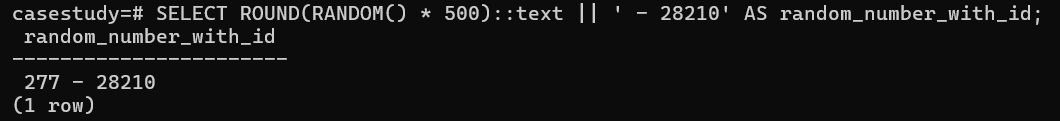 casestudy=# SELECT ROUND(RANDOM() * 500)::text || ' - 28210' AS random_number_with_id;
 random_number_with_id
-----------------------
 277 - 28210
(1 row)